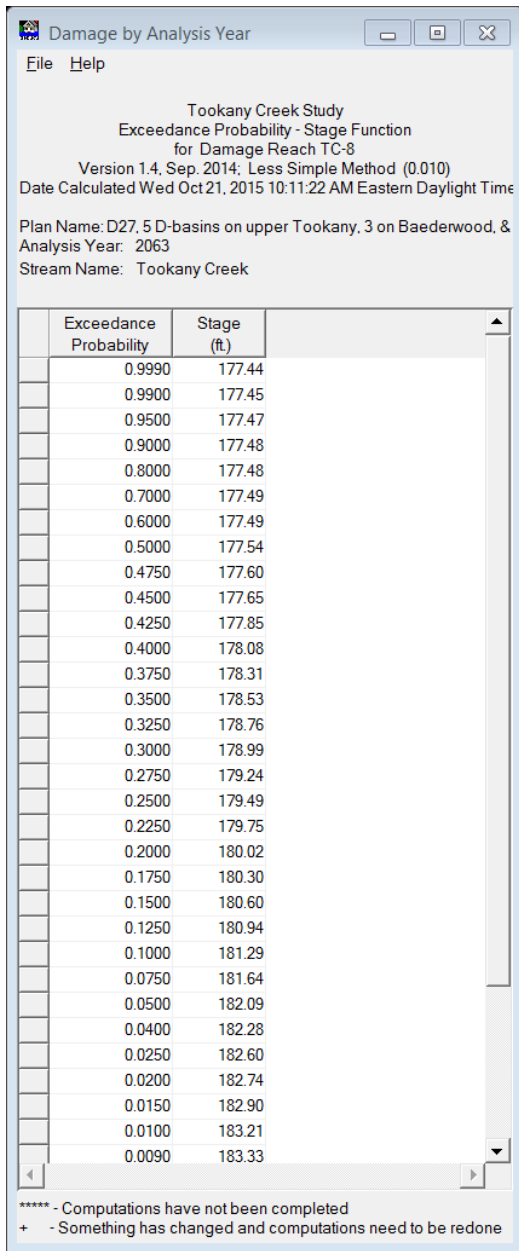 Damage by Analysis Year
File Help
Tookany Creek Study
Exceedance Probability - Stage Function
for Damage Reach TC-8
Version 1.4, Sep. 2014; Less Simple Method (0.010)
Date Calculated Wed Oct 21, 2015 10:11:22 AM Eastern Daylight Time
Plan Name: D27, 5 D-basins on upper Tookany, 3 on Baederwood, &
Analysis Year: 2063
Stream Name: Tookany Creek
Exceedance Stage
Probability (ft.)
0.9990 177.44
0.9900 177.45
0.9500 177.47
0.9000 177.48
0.8000 177.48
0.7000 177.49
0.6000 177.49
0.5000 177.54
0.4750 177.60
0.4500 177.65
0.4250 177.85
0.4000 178.08
0.3750 178.31
0.3500 178.53
0.3250 178.76
0.3000 178.99
0.2750 179.24
0.2500 179.49
0.2250 179.75
0.2000 180.02
0.1750 180.30
0.1500 180.60
0.1250 180.94
0.1000 181.29
0.0750 181.64
0.0500 182.09
0.0400 182.28
0.0250 182.60
0.0200 182.74
0.0150 182.90
0.0100 183.21
0.0090 183.33
***** - Computations have not been completed
+ - Something has changed and computations need to be redone